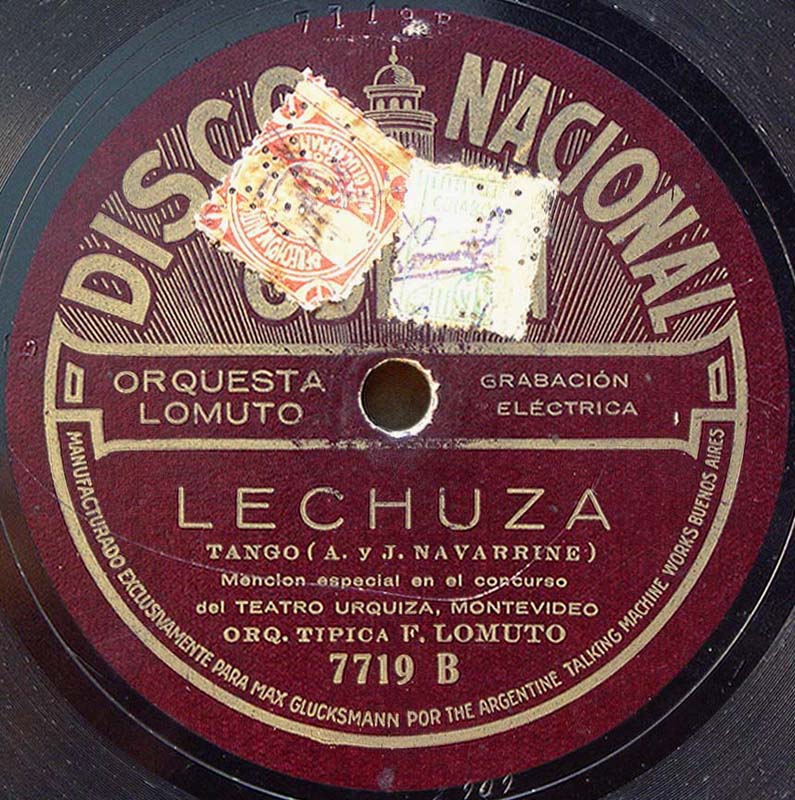 7719B
DISCO NACIONAL
ORQUESTA
LOMUTO
GRABACIÓN
ELÉCTRICA
LECHUZA
TANGO (A. y J. NAVARRINE)
Mencion especial en el concurso
del TEATRO URQUIZA, MONTEVIDEO
ORQ. TIPICA F. LOMUTO
7719 B
MANUFACTURADO EXCLUSIVAMENTE PARA MAX GLUCKSMANN POR THE ARGENTINE TALKING MACHINE WORKS BUENOS AIRES